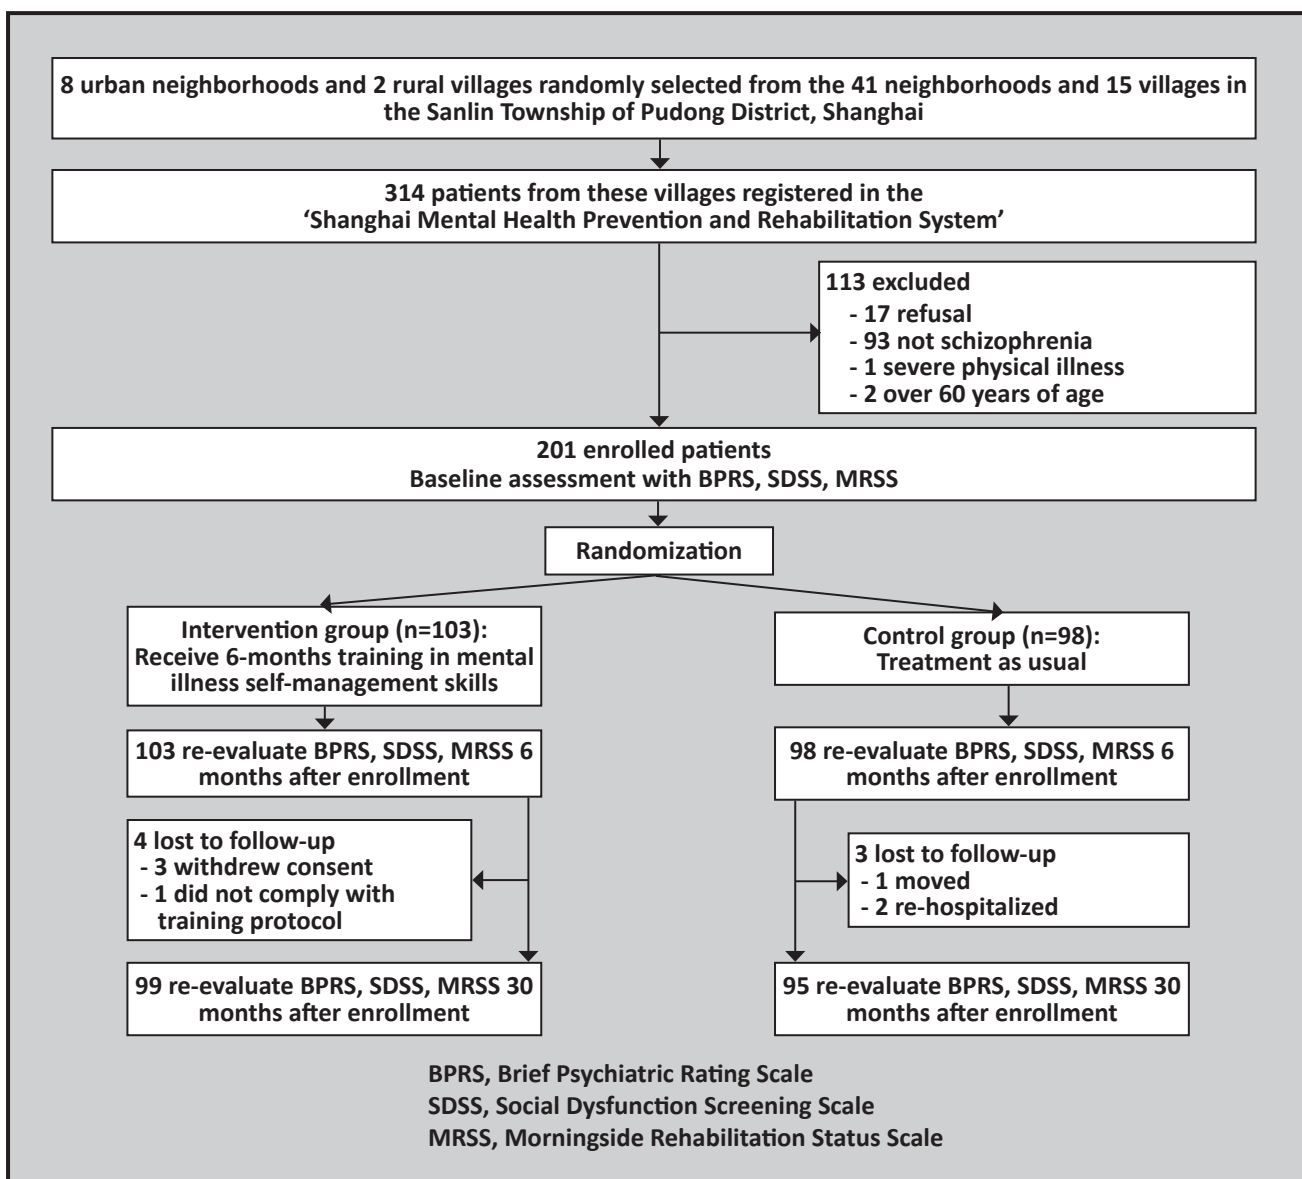 8 urban neighborhoods and 2 rural villages randomly selected from the 41 neighborhoods and 15 villages in
the Sanlin Township of Pudong District, Shanghai
314 patients from these villages registered in the
‘Shanghai Mental Health Prevention and Rehabilitation System’
113 excluded
- 17 refusal
- 93 not schizophrenia
- 1 severe physical illness
- 2 over 60 years of age
201 enrolled patients
Baseline assessment with BPRS, SDSS, MRSS
Randomization
Intervention group (n=103):
Receive 6-months training in mental
illness self-management skills
Control group (n=98):
Treatment as usual
103 re-evaluate BPRS, SDSS, MRSS 6
months after enrollment
98 re-evaluate BPRS, SDSS, MRSS 6
months after enrollment
4 lost to follow-up
- 3 withdrew consent
- 1 did not comply with
training protocol
3 lost to follow-up
- 1 moved
- 2 re-hospitalized
99 re-evaluate BPRS, SDSS, MRSS 30
months after enrollment
95 re-evaluate BPRS, SDSS, MRSS 30
months after enrollment
BPRS, Brief Psychiatric Rating Scale
SDSS, Social Dysfunction Screening Scale
MRSS, Morningside Rehabilitation Status Scale